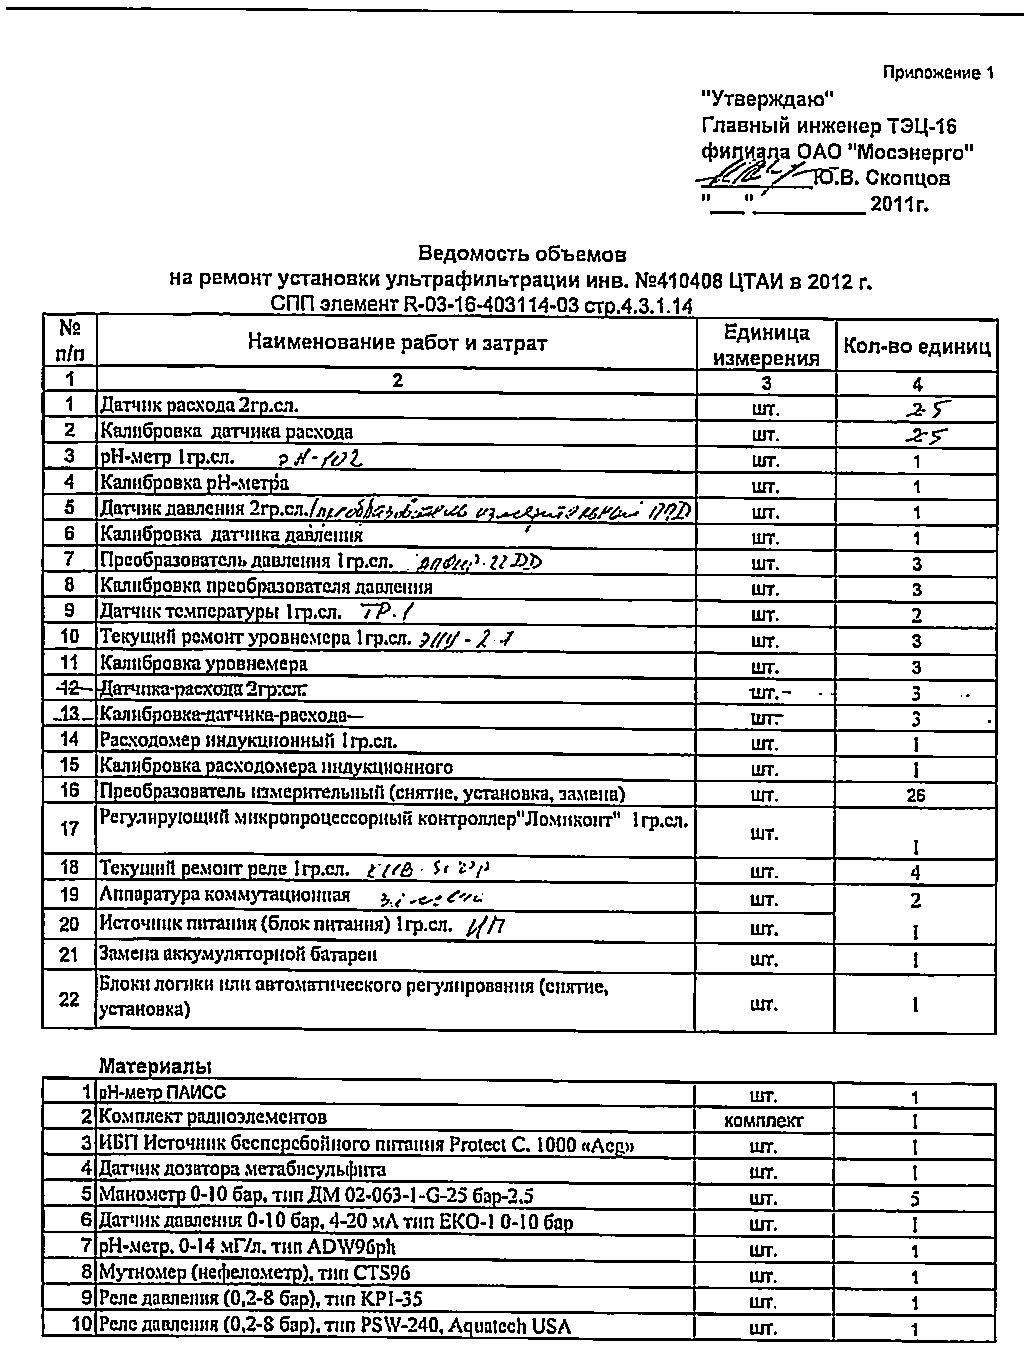 Приложение 1
"Утверждаю"
Главный инженер ТЭЦ-16
филиала ОАО "Мосэнерго"
Ю.В. Скопцов
"___" __________ 2011г.
Ведомость объемов
на ремонт установки ультрафильтрации инв. №410408 ЦТАИ в 2012 г.
СПП элемент R-03-16-403114-03 стр.4.3.1.14
№ п/п Наименование работ и затрат Единица измерения Кол-во единиц
1 2 3 4
1 Датчик расхода 2гр.сл. шт. 25
2 Калибровка датчика расхода шт. 25
3 рН-метр 1гр.сл. рН-102 шт. 1
4 Калибровка рН-метра шт. 1
5 Датчик давления 2гр.сл./преобразователь измерительный ППД шт. 1
6 Калибровка датчика давления шт. 1
7 Преобразователь давления 1гр.сл. 22ДД шт. 3
8 Калибровка преобразователя давления шт. 3
9 Датчик температуры 1гр.сл. ТР-1 шт. 2
10 Текущий ремонт уровнемера 1гр.сл. шт. 3
11 Калибровка уровнемера шт. 3
12 Датчика расхода 2гр.сл. шт. 3
13 Калибровка датчика расхода шт. 3
14 Расходомер индукционный 1гр.сл. шт. 1
15 Калибровка расходомера индукционного шт. 1
16 Преобразователь измерительный (снятие, установка, замена) шт. 26
17 Регулирующий микропроцессорный контроллер"Ломиконт" 1гр.сл. шт. 1
18 Текущий ремонт реле 1гр.сл. шт. 4
19 Аппаратура коммутационная шт. 2
20 Источник питания (блок питания) 1гр.сл. ИП шт. 1
21 Замена аккумуляторной батареи шт. 1
22 Блоки логики или автоматического регулирования (снятие,
установка) шт. 1
Материалы
1 рН-метр ПАИСС шт. 1
2 Комплект радиоэлементов комплект 1
3 ИБП Источник бесперебойного питания Protect C. 1000 «Aeg» шт. 1
4 Датчик дозатора метабисульфита шт. 1
5 Манометр 0-10 бар, тип ДМ 02-063-1-G-25 бар-2,5 шт. 5
6 Датчик давления 0-10 бар, 4-20 мА тип ЕКО-1 0-10 бар шт. 1
7 рН-метр, 0-14 мГ/л, тип ADW96ph шт. 1
8 Мутномер (нефелометр), тип CTS96 шт. 1
9 Реле давления (0,2-8 бар), тип KPI-35 шт. 1
10 Реле давления (0,2-8 бар), тип PSW-240, Aquatech USA шт. 1